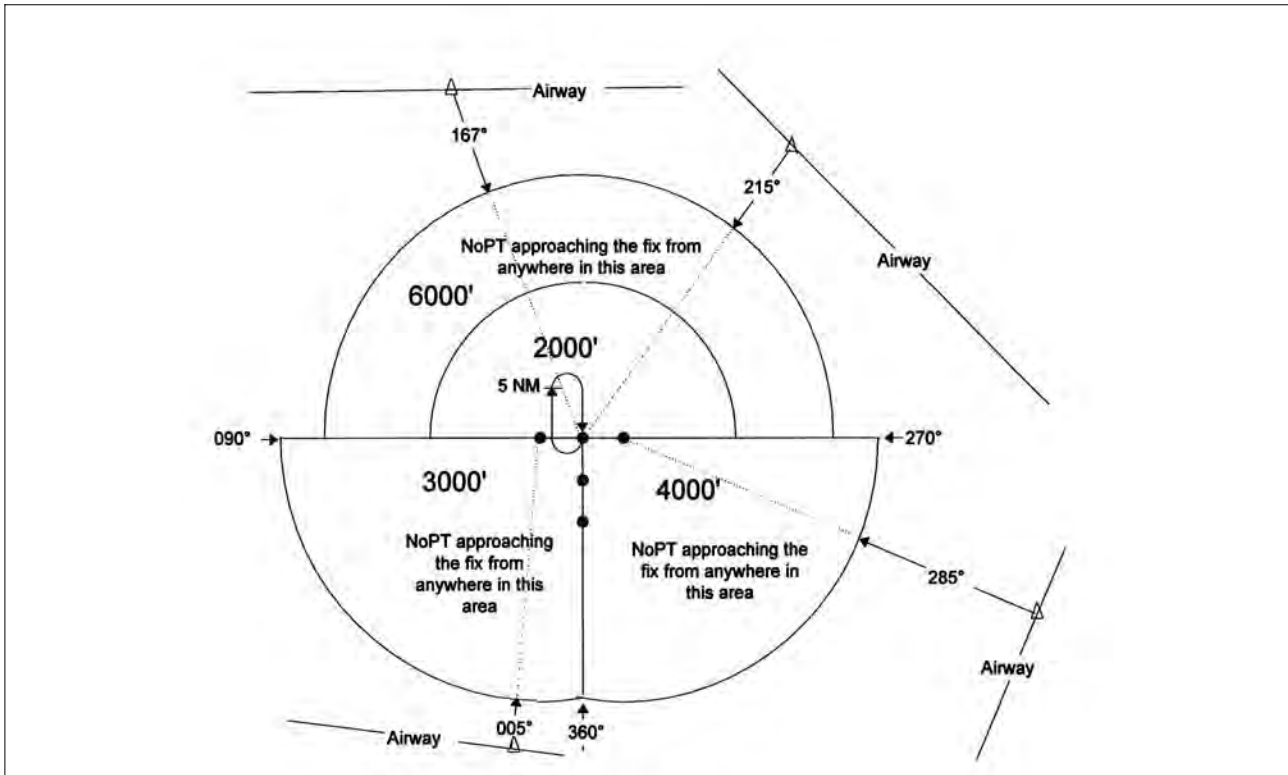 Airway
167°
215°
NoPT approaching the fix from
anywhere in this area
Airway
6000'
2000'
5 NM
090°
270°
3000'
4000'
NoPT approaching
the fix from
anywhere in this
area
NoPT approaching the
fix from anywhere in
this area
285°
Airway
005°
360°
Airway